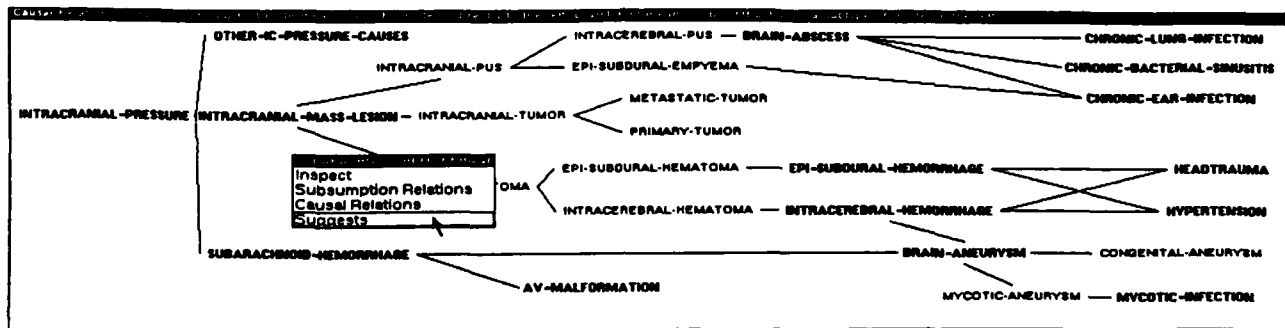 Causal
OTHER-IC-PRESSURE-CAUSES
INTRACEREBRAL-PUS
BRAIN-ABSCESS
CHRONIC-LUNG-INFECTION
INTRACRANIAL-PUS
EPI-SUBDURAL-EMPYEMA
CHRONIC-BACTERIAL-SINUSITIS
METASTATIC-TUMOR
CHRONIC-EAR-INFECTION
INTRACRANIAL-PRESSURE
INTRACRANIAL-MASS-LESION
INTRACRANIAL-TUMOR
PRIMARY-TUMOR
EPI-SUBDURAL-HEMATOMA
EPI-SUBDURAL-HEMORRHAGE
HEADTRAUMA
Inspect
Subsumption Relations
OMA
Causal Relations
Suggests
INTRACEREBRAL-HEMATOMA
INTRACEREBRAL-HEMORRHAGE
HYPERTENSION
SUBARACHNOID-HEMORRHAGE
BRAIN-ANEURYSM
CONGENITAL-ANEURYSM
AV-MALFORMATION
MYCOTIC-ANEURYSM
MYCOTIC-INFECTION